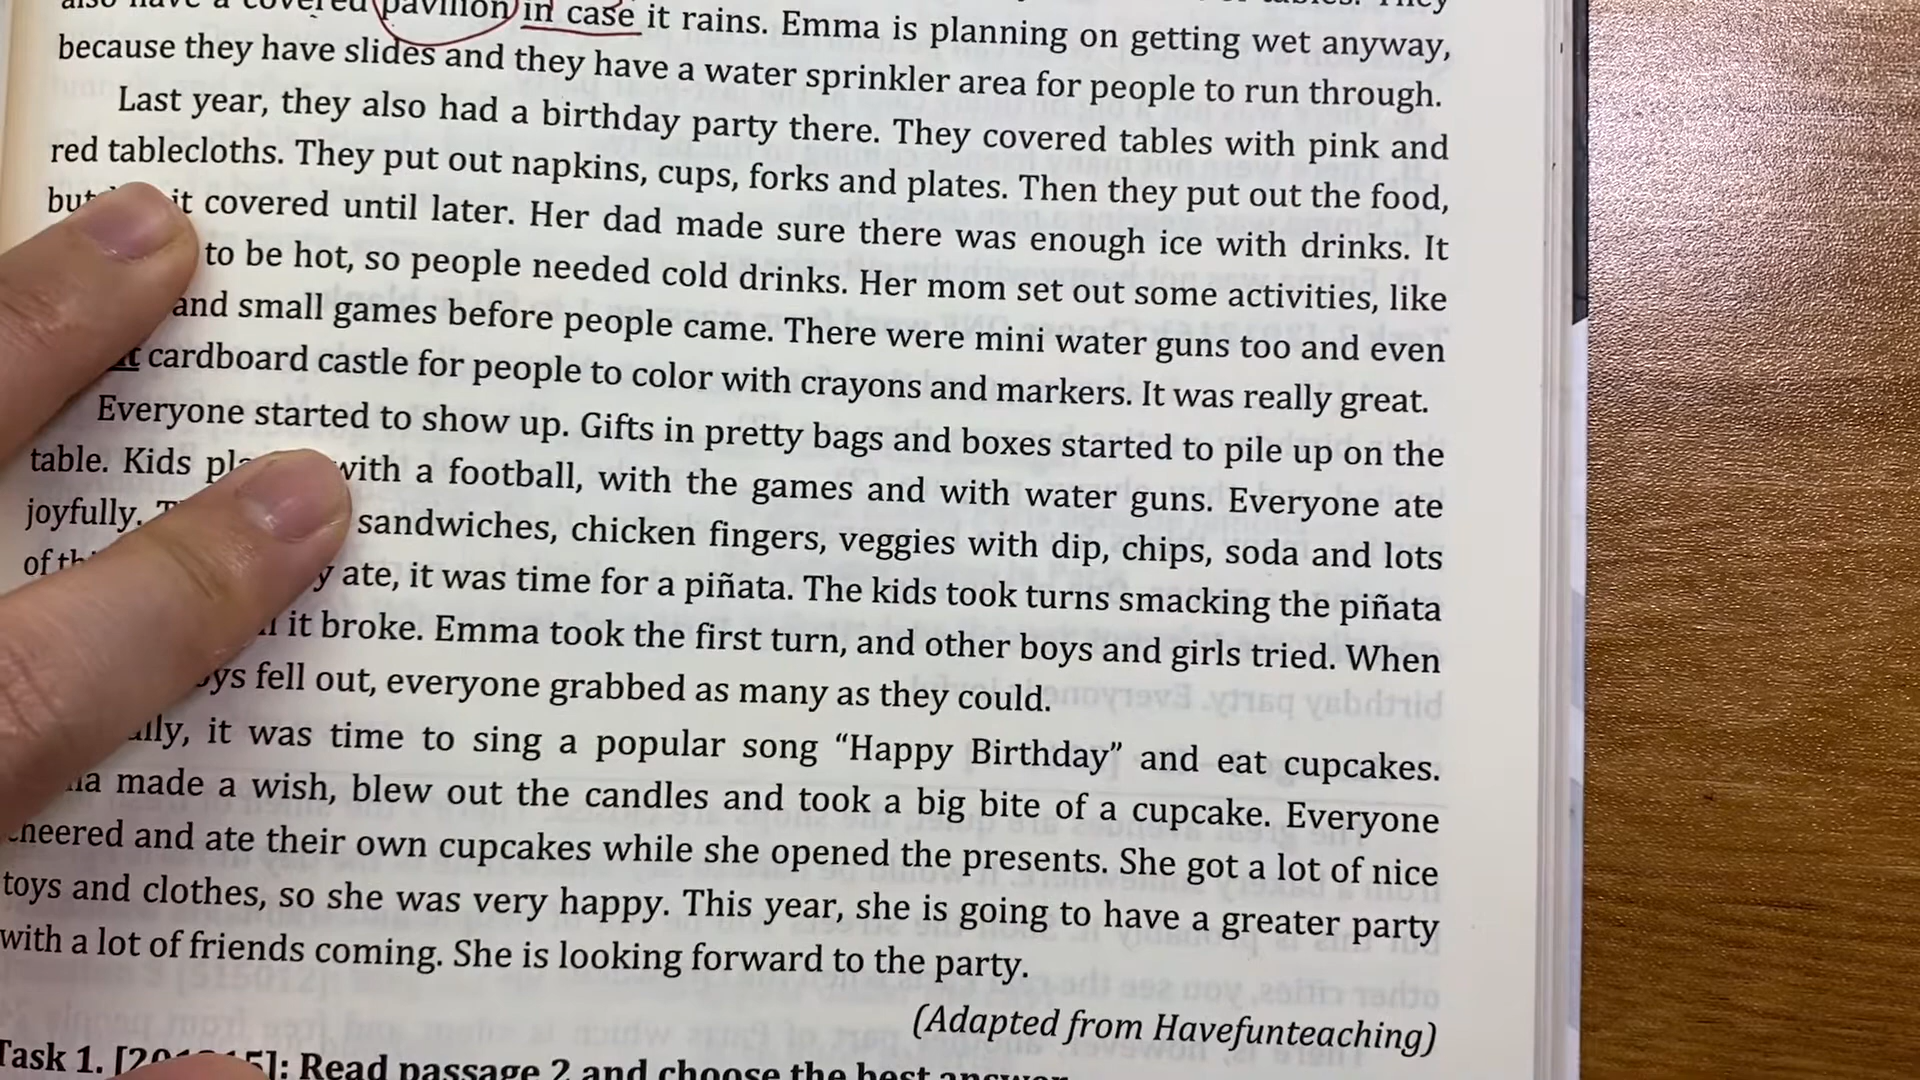 pavilion in case it rains. Emma is planning on getting wet anyway,
because they have slides and they have a water sprinkler area for people to run through.
Last year, they also had a birthday party there. They covered tables with pink and
red tablecloths. They put out napkins, cups, forks and plates. Then they put out the food,
but it covered until later. Her dad made sure there was enough ice with drinks. It
to be hot, so people needed cold drinks. Her mom set out some activities, like
and small games before people came. There were mini water guns too and even
cardboard castle for people to color with crayons and markers. It was really great.
Everyone started to show up. Gifts in pretty bags and boxes started to pile up on the
table. Kids with a football, with the games and with water guns. Everyone ate
joyfully. sandwiches, chicken fingers, veggies with dip, chips, soda and lots
of ate, it was time for a piñata. The kids took turns smacking the piñata
it broke. Emma took the first turn, and other boys and girls tried. When
fell out, everyone grabbed as many as they could.
it was time to sing a popular song “Happy Birthday” and eat cupcakes.
made a wish, blew out the candles and took a big bite of a cupcake. Everyone
cheered and ate their own cupcakes while she opened the presents. She got a lot of nice
toys and clothes, so she was very happy. This year, she is going to have a greater party
with a lot of friends coming. She is looking forward to the party.
(Adapted from Havefunteaching)
Task 1. Read passage 2 and choose the best answer